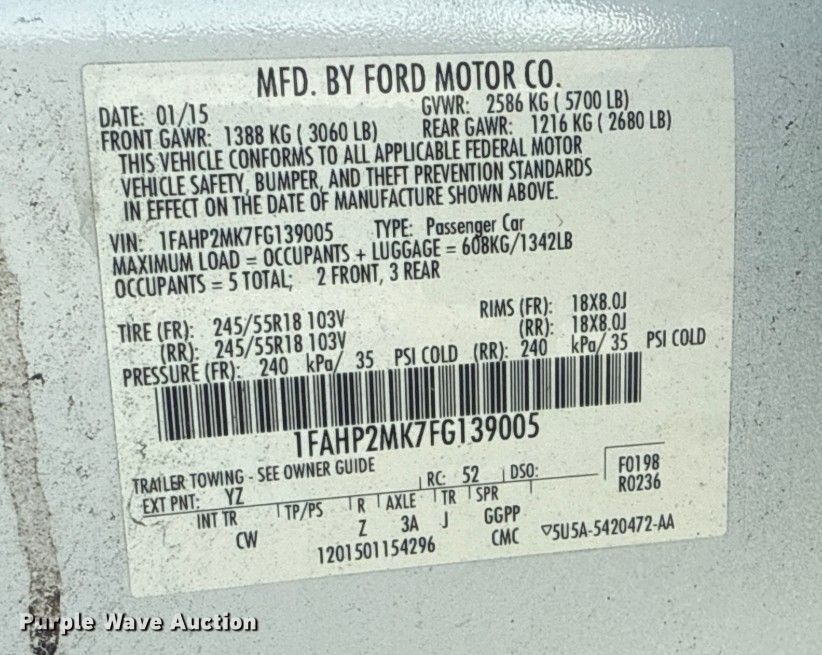 MFD. BY FORD MOTOR CO.
DATE: 01/15 GVWR: 2586 KG ( 5700 LB)
FRONT GAWR: 1388 KG ( 3060 LB) REAR GAWR: 1216 KG ( 2680 LB)
THIS VEHICLE CONFORMS TO ALL APPLICABLE FEDERAL MOTOR
VEHICLE SAFETY, BUMPER, AND THEFT PREVENTION STANDARDS
IN EFFECT ON THE DATE OF MANUFACTURE SHOWN ABOVE.
VIN: 1FAHP2MK7FG139005 TYPE: Passenger Car
MAXIMUM LOAD = OCCUPANTS + LUGGAGE = 608KG/1342LB
OCCUPANTS = 5 TOTAL; 2 FRONT, 3 REAR
TIRE (FR): 245/55R18 103V RIMS (FR): 18X8.0J
(RR): 245/55R18 103V (RR): 18X8.0J
PRESSURE (FR): 240 kPa/ 35 PSI COLD (RR): 240 kPa/ 35 PSI COLD
1FAHP2MK7FG139005
TRAILER TOWING - SEE OWNER GUIDE
EXT PNT: YZ RC: 52 DSO: F0198
R0236
INT TR TP/PS R AXLE TR SPR
CW Z 3A J GGPP
1201501154296 CMC 5U5A-5420472-AA
Purple Wave Auction